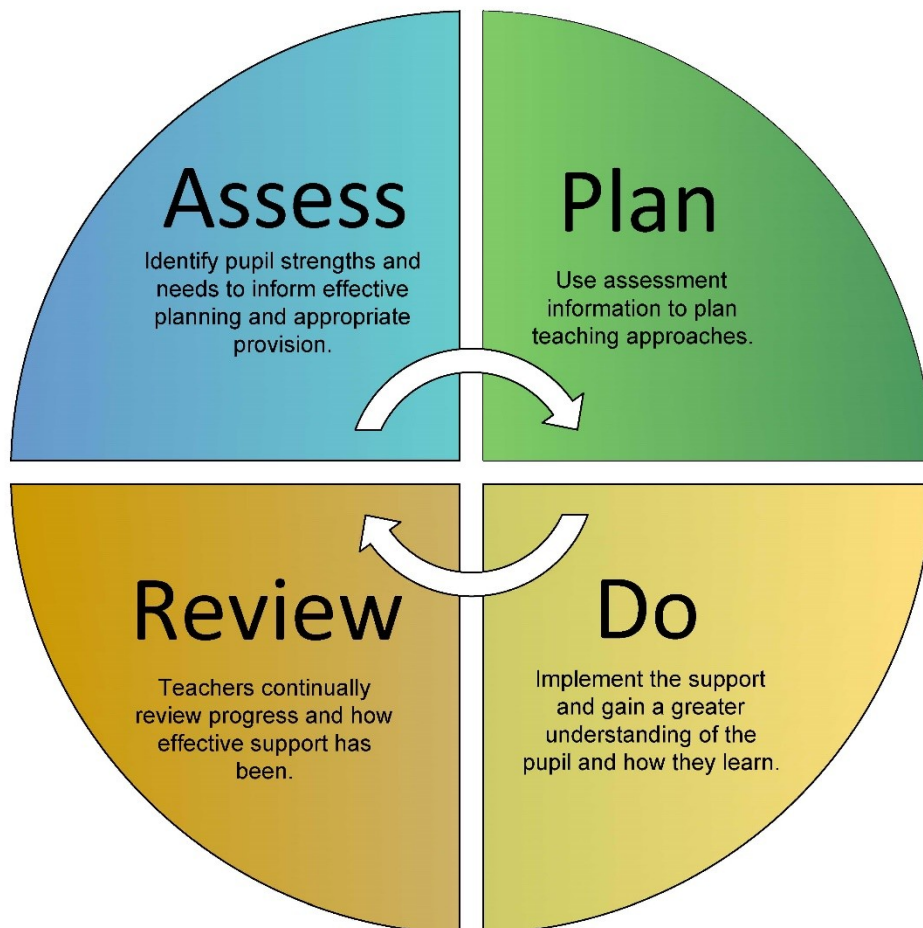 Assess
Identify pupil strengths and
needs to inform effective
planning and appropriate
provision.
Plan
Use assessment
information to plan
teaching approaches.
Review
Teachers continually
review progress and how
effective support has
been.
Do
Implement the support
and gain a greater
understanding of the
pupil and how they learn.